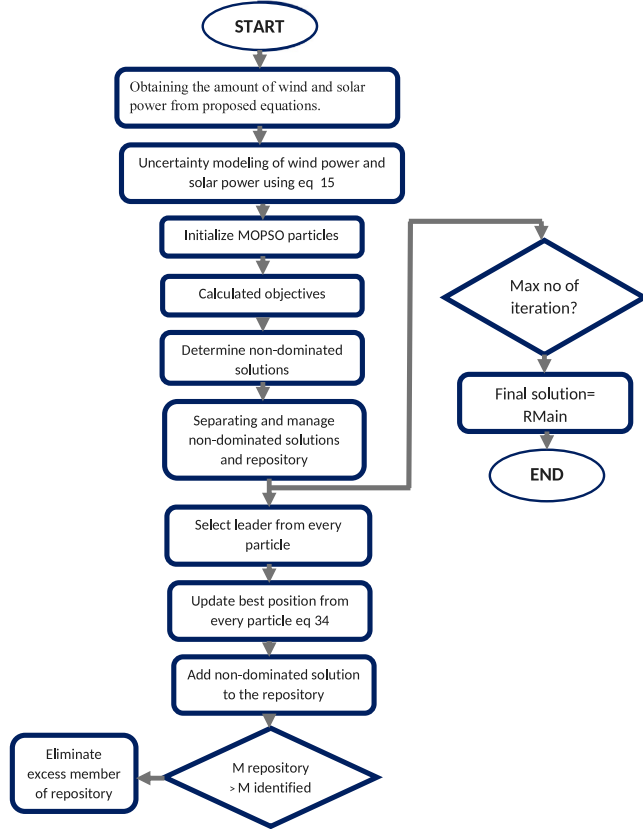 START
Obtaining the amount of wind and solar
power from proposed equations.
Uncertainty modeling of wind power and
solar power using eq 15
Initialize MOPSO particles
Calculated objectives
Determine non-dominated
solutions
Separating and manage
non-dominated solutions
and repository
Select leader from every
particle
Update best position from
every particle eq 34
Add non-dominated solution
to the repository
M repository
> M identified
Eliminate
excess member
of repository
Max no of
iteration?
Final solution=
RMain
END